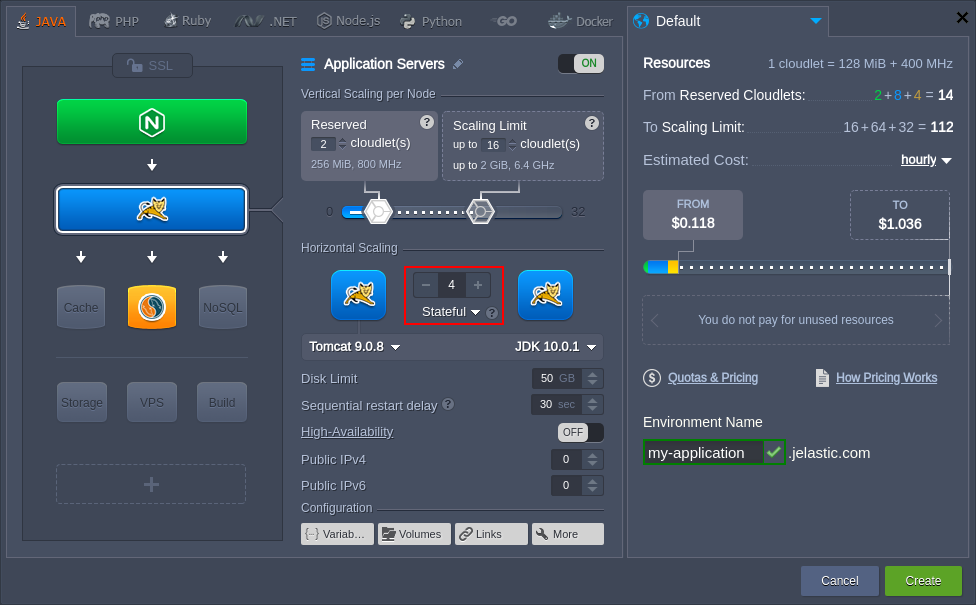 JAVA PHP Ruby .NET Node.js Python GO Docker
SSL
Cache
NoSQL
Storage VPS Build
Application Servers ON
Vertical Scaling per Node
Reserved ?
2 cloudlet(s)
256 MiB, 800 MHz
Scaling Limit ?
up to 16 cloudlet(s)
up to 2 GiB, 6.4 GHz
0 32
Horizontal Scaling
− 4 +
Stateful ?
Tomcat 9.0.8 JDK 10.0.1
Disk Limit 50 GB
Sequential restart delay ? 30 sec
High-Availability OFF
Public IPv4 0
Public IPv6 0
Configuration
Variab... Volumes Links More
Default
Resources 1 cloudlet = 128 MiB + 400 MHz
From Reserved Cloudlets: 2 + 8 + 4 = 14
To Scaling Limit: 16 + 64 + 32 = 112
Estimated Cost: hourly
FROM
$0.118
TO
$1.036
You do not pay for unused resources
$ Quotas & Pricing How Pricing Works
Environment Name
my-application .jelastic.com
Cancel Create